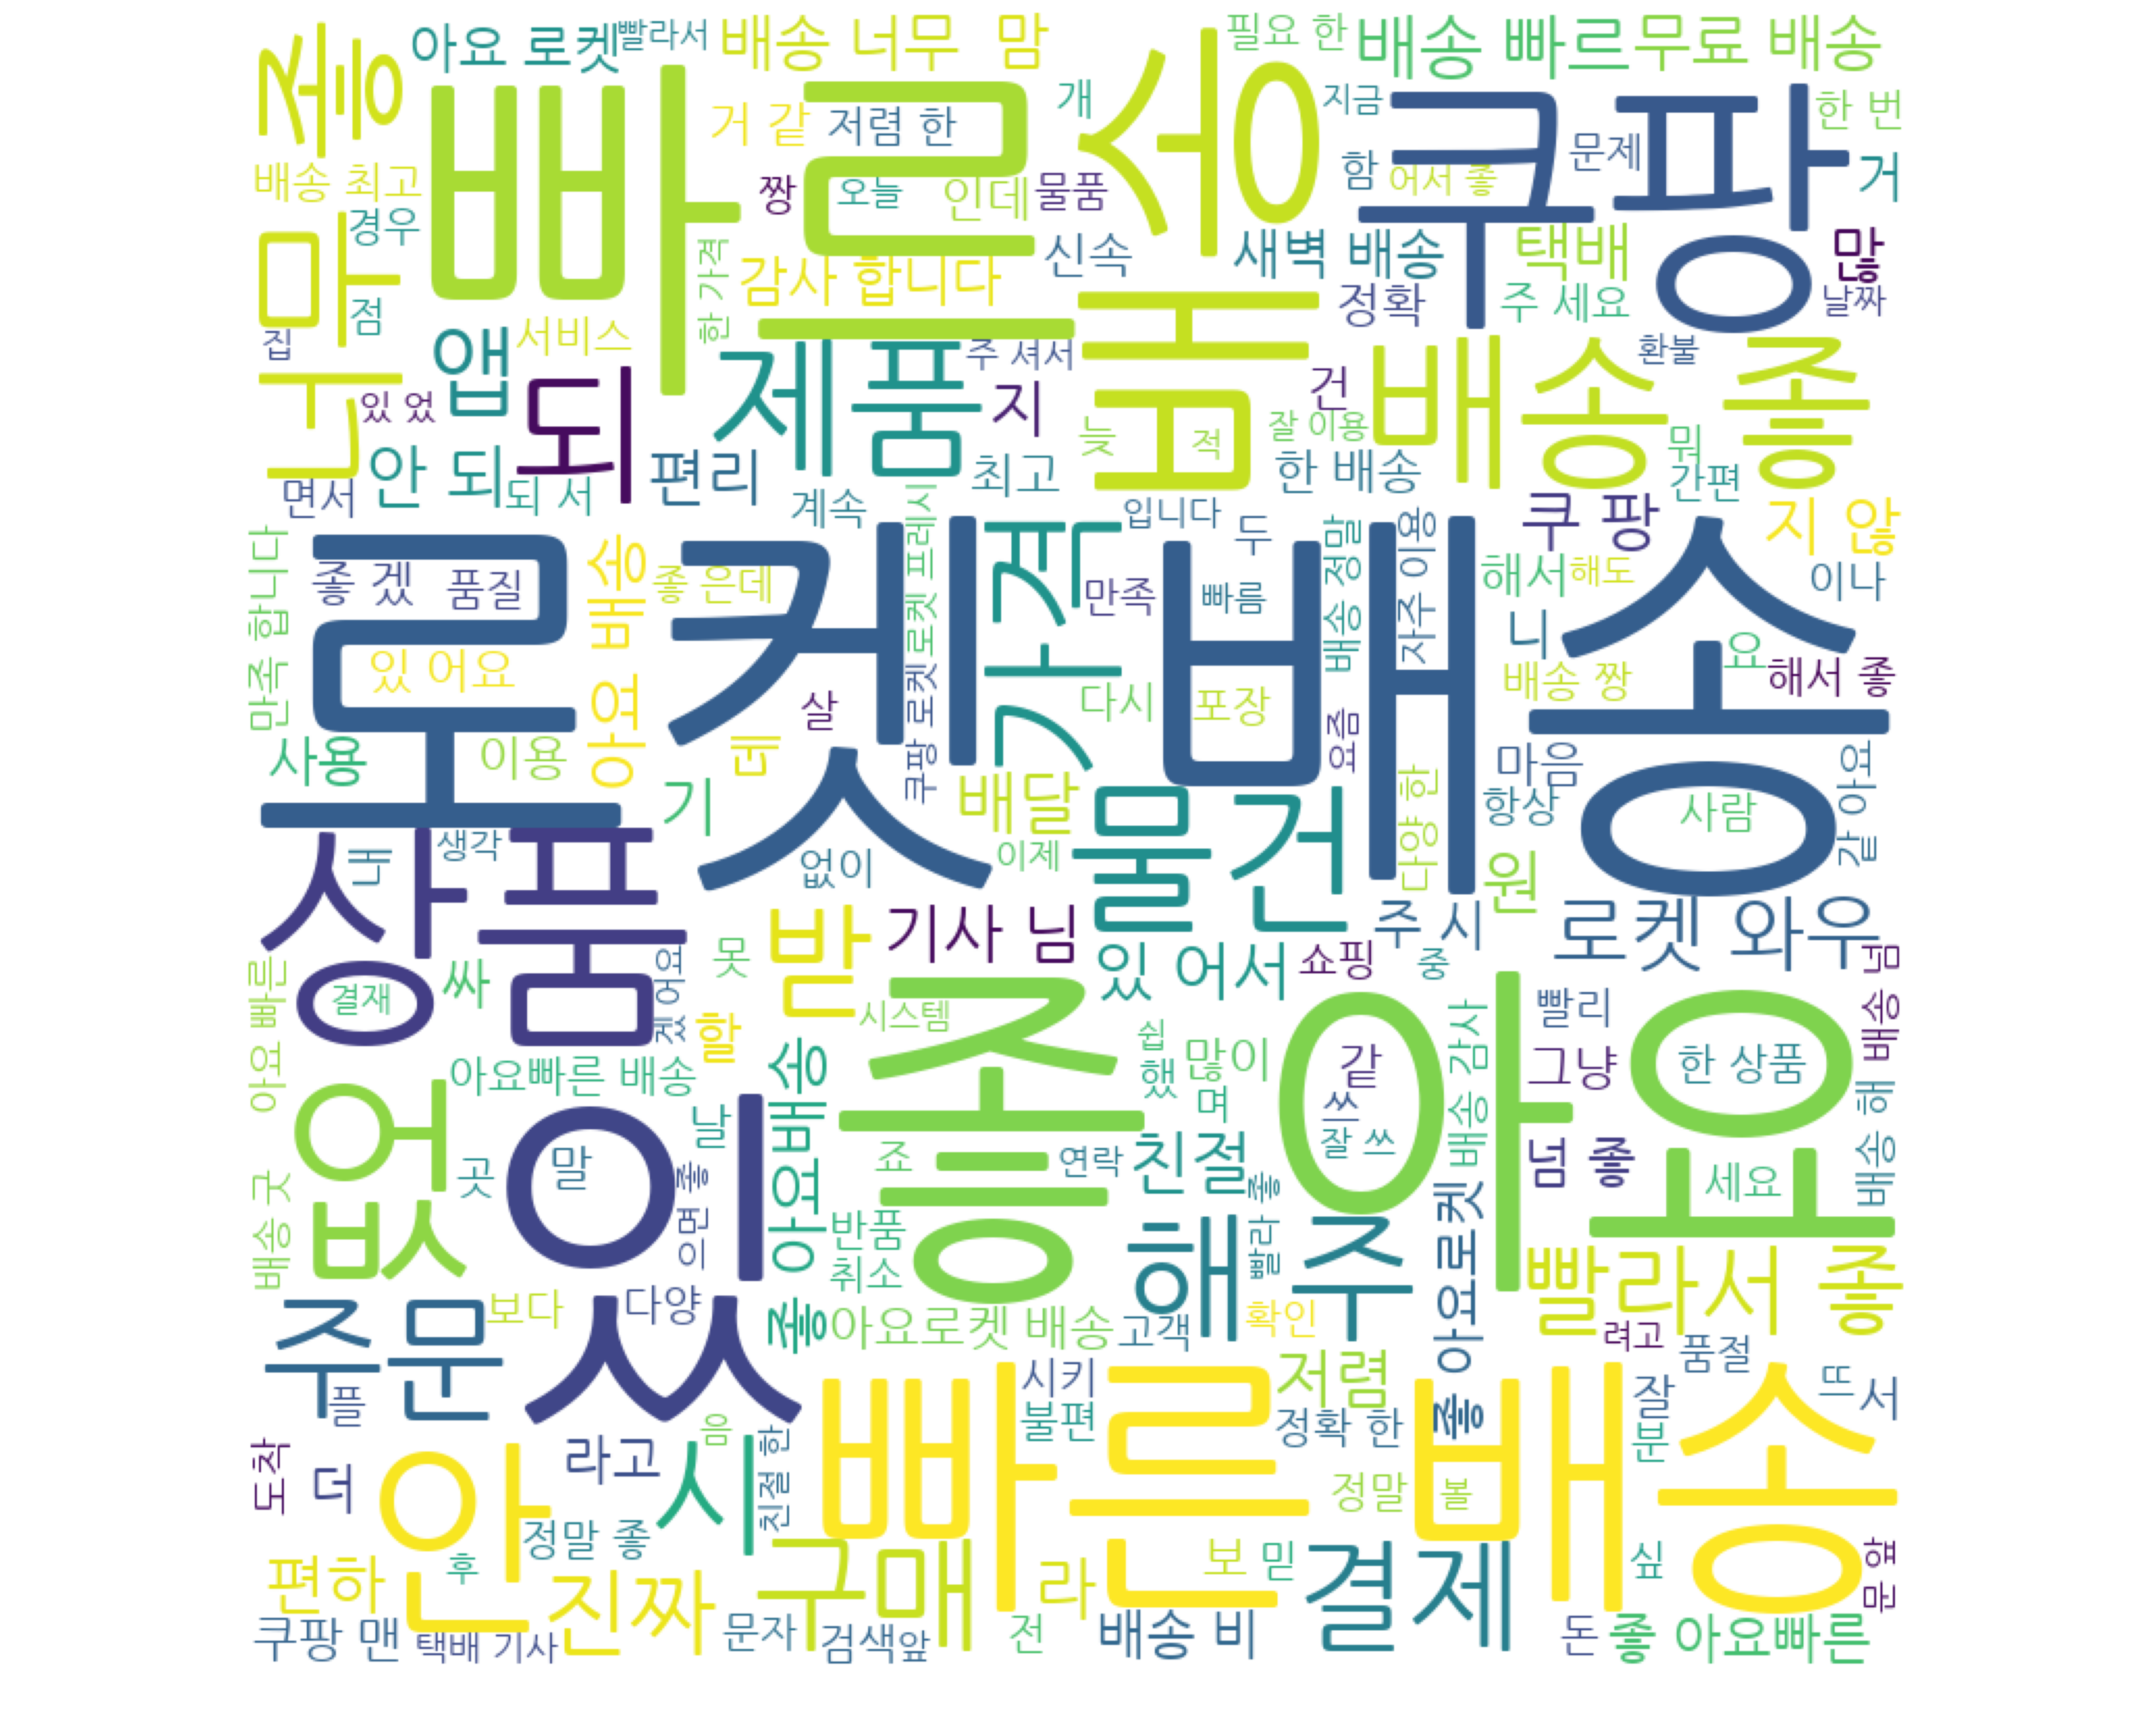 좋
아요 로켓
빨라서
배송 너무
맘
필요 한
배송 빠르
무료 배송
빠르
배송
쿠팡
거 같
저렴 한
개
지금
문제
한 번
배송 최고
짱
오늘
인데
물품
함
어서 좋
거
너무
경우
한 가격
감사 합니다
신속
새벽 배송
택배
많
점
정확
주 세요
날짜
집
앱
서비스
제품
주 셔서
배송 좋
환불
있 었
되
지
건
늦
적
잘 이용
뭐
안 되
되 서
편리
최고
한 배송
간편
면서
계속
로켓 프레시
입니다
두
쿠 팡
지 않
만족 합니다
로켓 배송
좋 겠
품질
아요 배송
좋 은데
가격
만족
빠름
배송 정말
자주 이용
해서
해도
이나
니
있 어요
요
배송 짱
해서 좋
살
쿠팡 로켓
다시
포장
요즘
사용
이용
데
기
배달
마음
같 아요
항상
사람
다양 한
상품
내
생각
없이
이제
물건
원
받
기사 님
주 시
로켓 와우
못
있 어서
쇼핑
중
배송 넘
아요 빠른
싸
결재
겠 어요
할
시스템
좋
아요
빨리
배송 감사
쉽
했
많이
같
그냥
한 상품
배송 해
없
아요빠른 배송
이
날
아요배송
며
쓰
말
곳
죠
연락
친절
잘 쓰
넘 좋
세요
배송 굿
이면 좋
반품
취소
해주
빨라 좋
아요로켓
빨라서 좋
주문
보다
다양
좋
아요로켓 배송
고객
확인
려고
품절
플
ㅆ
시키
불편
저렴
정확 한
좋
잘
뜨
서
분
빠른 배송
음
친절 한
도착
더
안
라고
시
정말
볼
정말 좋
후
편하
진짜
구매
라
보
믿
결제
싶
문 앞
쿠팡 맨
택배 기사
문자
검색
앞
전
배송 비
돈
좋 아요빠른